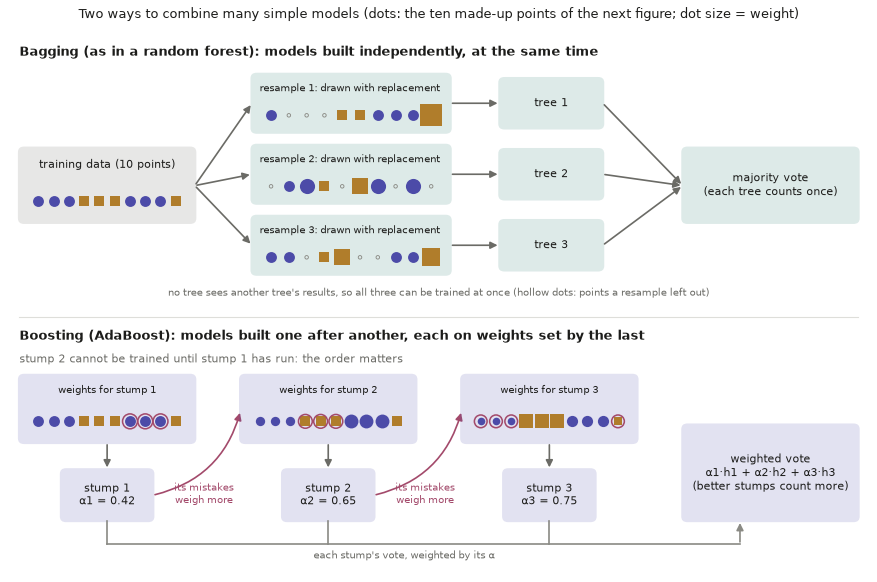 Two ways to combine many simple models (dots: the ten made-up points of the next figure; dot size = weight)
Bagging (as in a random forest): models built independently, at the same time
training data (10 points)
resample 1: drawn with replacement
tree 1
resample 2: drawn with replacement
tree 2
resample 3: drawn with replacement
tree 3
majority vote
(each tree counts once)
no tree sees another tree's results, so all three can be trained at once (hollow dots: points a resample left out)
Boosting (AdaBoost): models built one after another, each on weights set by the last
stump 2 cannot be trained until stump 1 has run: the order matters
weights for stump 1
weights for stump 2
weights for stump 3
stump 1
α1 = 0.42
its mistakes
weigh more
stump 2
α2 = 0.65
its mistakes
weigh more
stump 3
α3 = 0.75
weighted vote
α1·h1 + α2·h2 + α3·h3
(better stumps count more)
each stump's vote, weighted by its α